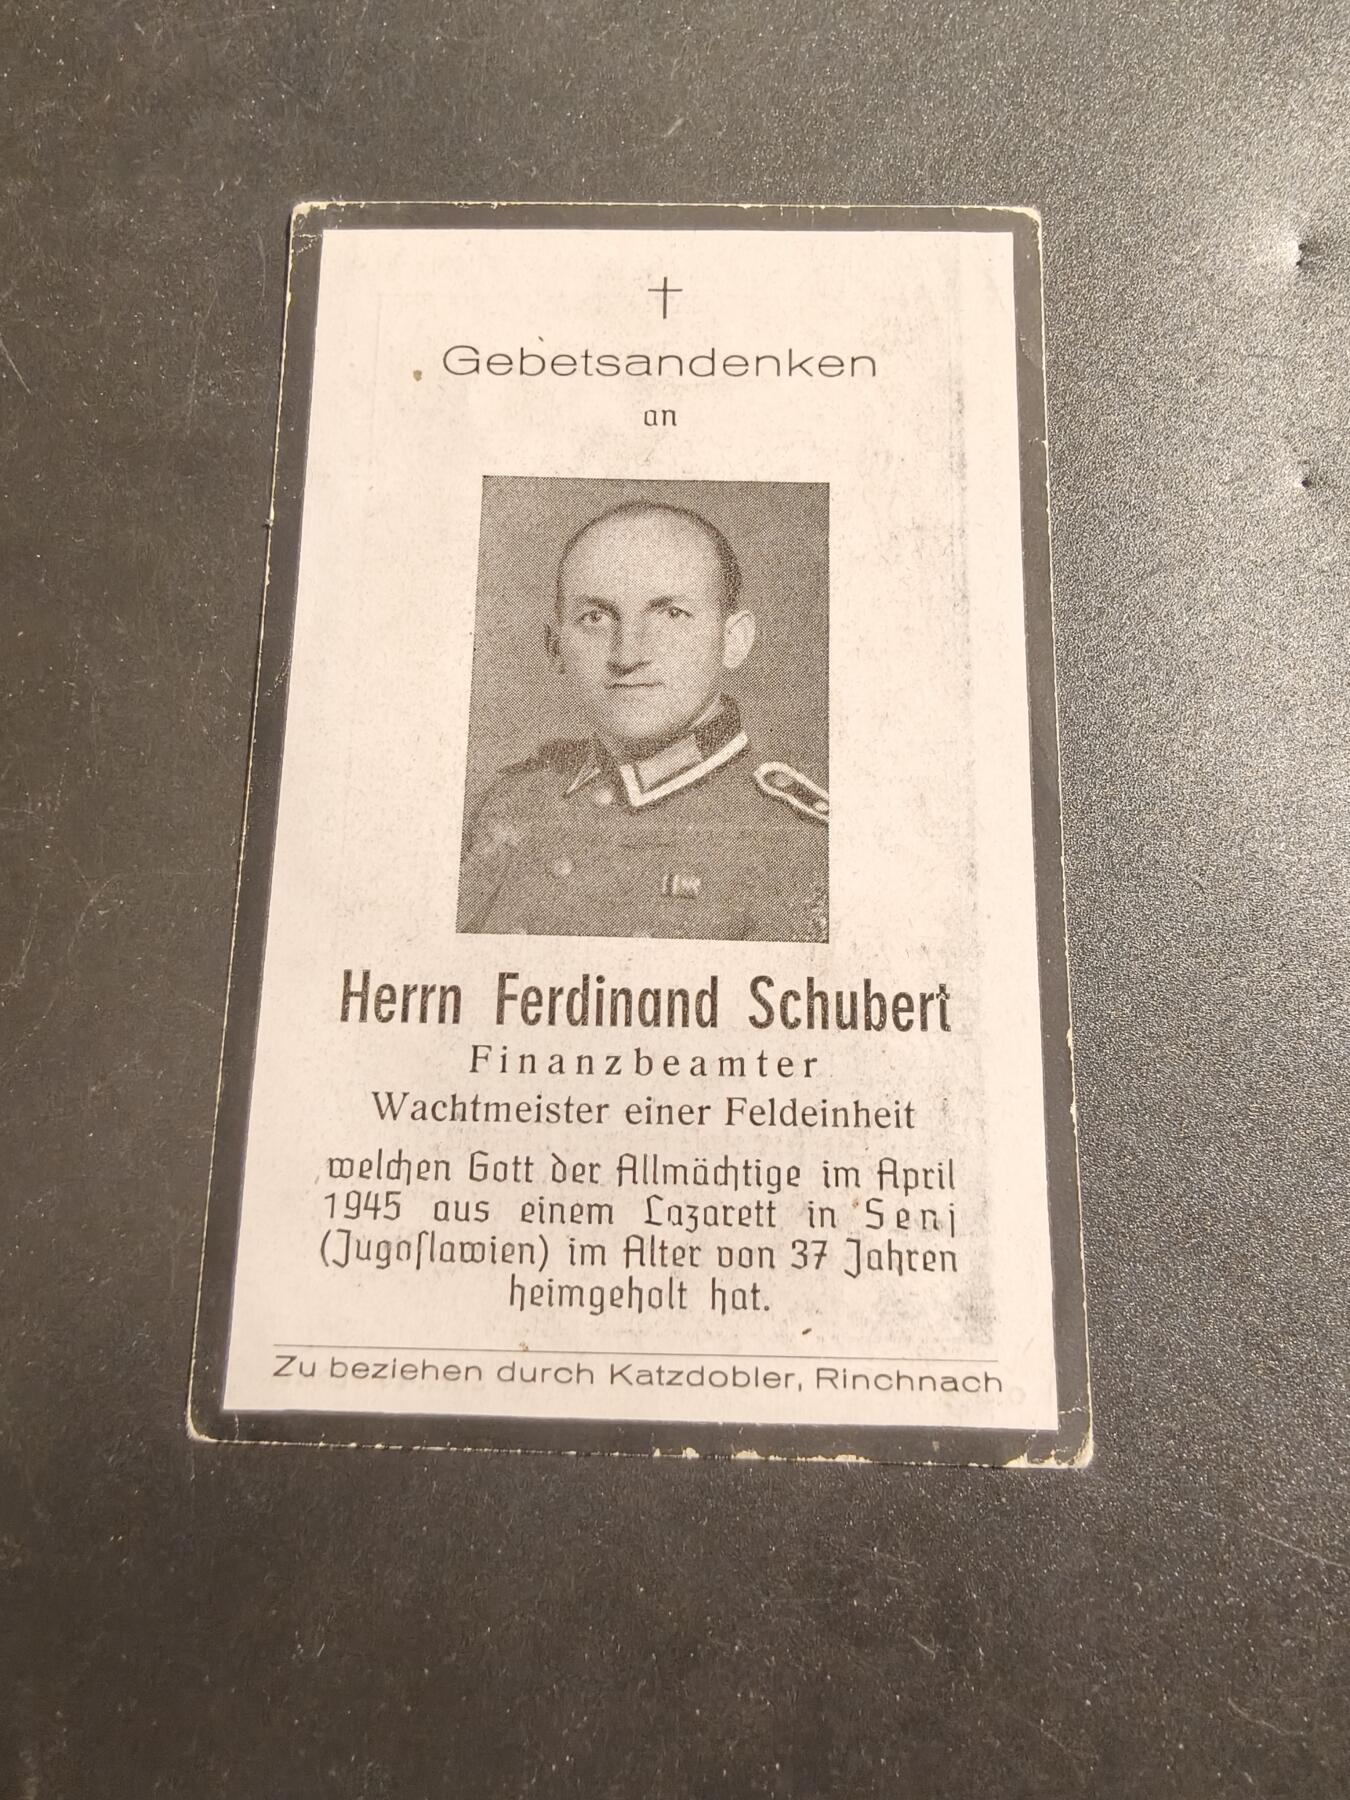 Gebetsandenken
an
Herrn Ferdinand Schubert
Finanzbeamter
Wachtmeister einer Feldeinheit
welchen Gott der Allmächtige im April
1945 aus einem Lazarett in Senj
(Jugoſlawien) im Alter von 37 Jahren
heimgeholt hat.
Zu beziehen durch Katzdobler, Rinchnach